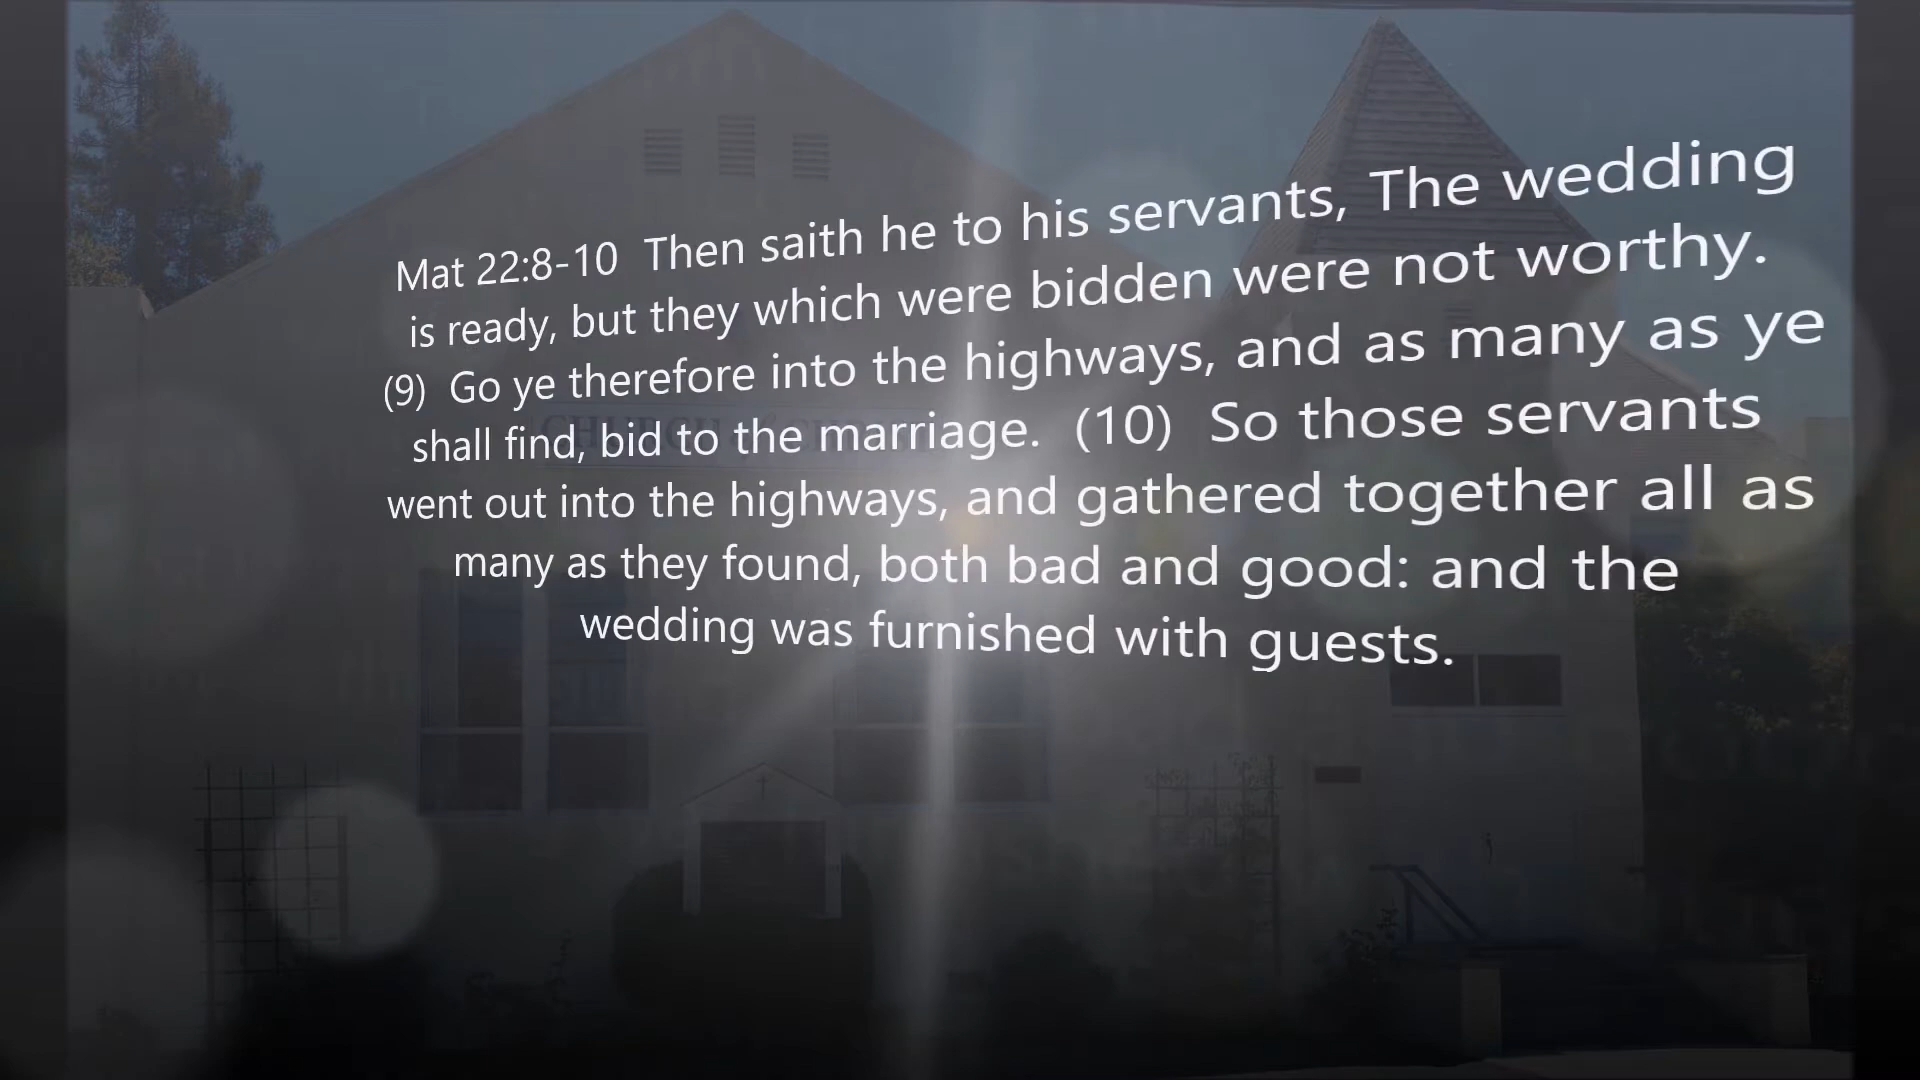 Mat 22:8-10  Then saith he to his servants, The wedding
is ready, but they which were bidden were not worthy.
(9)  Go ye therefore into the highways, and as many as ye
shall find, bid to the marriage.  (10)  So those servants
went out into the highways, and gathered together all as
many as they found, both bad and good: and the
wedding was furnished with guests.
CHURCH of